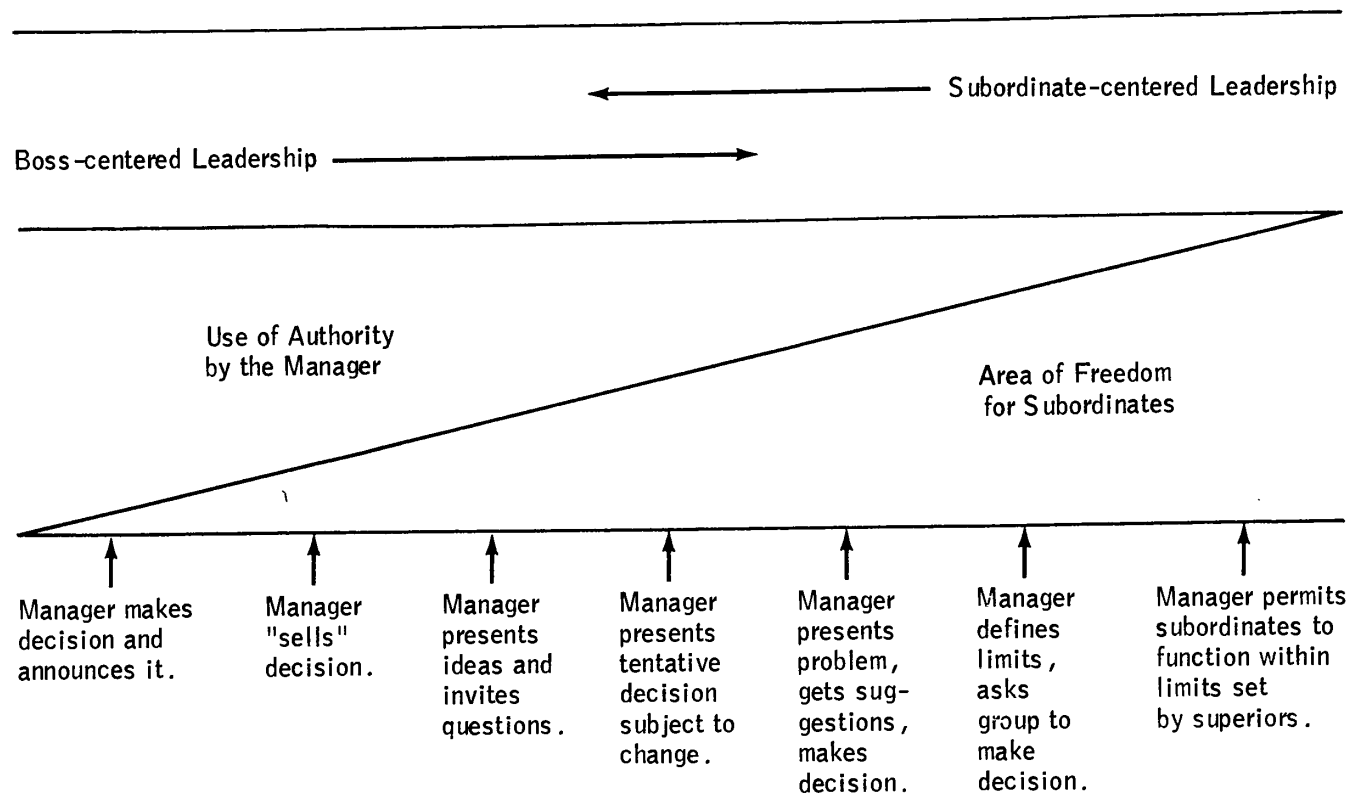 Subordinate-centered Leadership
Boss-centered Leadership
Use of Authority
by the Manager
Area of Freedom
for Subordinates
Manager makes
decision and
announces it.
Manager
"sells"
decision.
Manager
presents
ideas and
invites
questions.
Manager
presents
tentative
decision
subject to
change.
Manager
presents
problem,
gets sug-
gestions,
makes
decision.
Manager
defines
limits,
asks
group to
make
decision.
Manager permits
subordinates to
function within
limits set
by superiors.